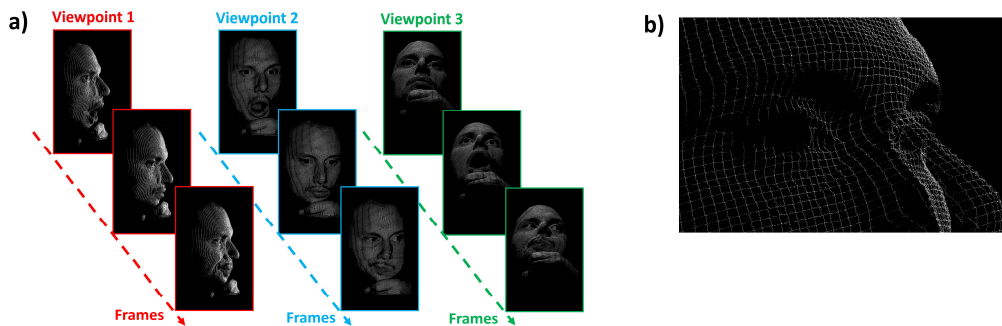 a)
Viewpoint 1
Viewpoint 2
Viewpoint 3
b)
Frames
Frames
Frames